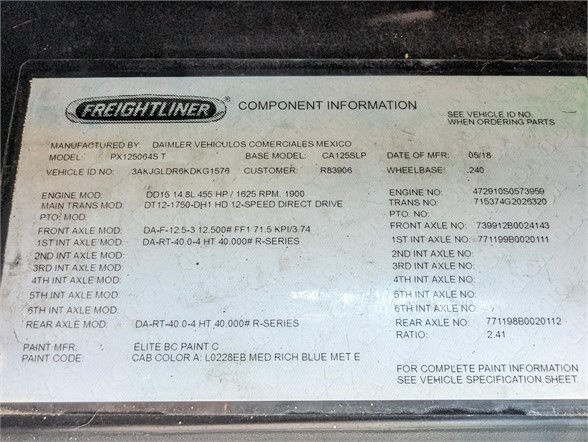 FREIGHTLINER® COMPONENT INFORMATION
SEE VEHICLE ID NO.
WHEN ORDERING PARTS
MANUFACTURED BY: DAIMLER VEHICULOS COMERCIALES MEXICO
MODEL: PX125064S T BASE MODEL: CA125SLP DATE OF MFR: 05/18
VEHICLE ID NO: 3AKJGLDR6KDKG1576 CUSTOMER: R83906 WHEELBASE: .240
ENGINE MOD: DD15 14.8L 455 HP / 1625 RPM, 1900 ENGINE NO: 472910S0573959
MAIN TRANS MOD: DT12-1750-DH1 HD 12-SPEED DIRECT DRIVE TRANS NO: 715374G2026320
PTO: MOD: PTO. NO:
FRONT AXLE MOD: DA-F-12.5-3 12.500# FF1 71.5 KPI/3.74 FRONT AXLE NO: 739912B0024143
1ST INT AXLE MOD: DA-RT-40.0-4 HT 40.000# R-SERIES 1ST INT AXLE NO: 771199B0020111
2ND INT AXLE MOD: 2ND INT AXLE NO:
3RD INT AXLE MOD: 3RD INT AXLE NO:
4TH INT AXLE MOD: 4TH INT AXLE NO:
5TH INT AXLE MOD: 5TH INT AXLE NO:
6TH INT AXLE MOD: 6TH INT AXLE NO:
REAR AXLE MOD: DA-RT-40.0-4 HT 40.000# R-SERIES REAR AXLE NO: 771198B0020112
RATIO: 2.41
PAINT MFR: ELITE BC PAINT C
PAINT CODE: CAB COLOR A: L0228EB MED RICH BLUE MET E
FOR COMPLETE PAINT INFORMATION
SEE VEHICLE SPECIFICATION SHEET.